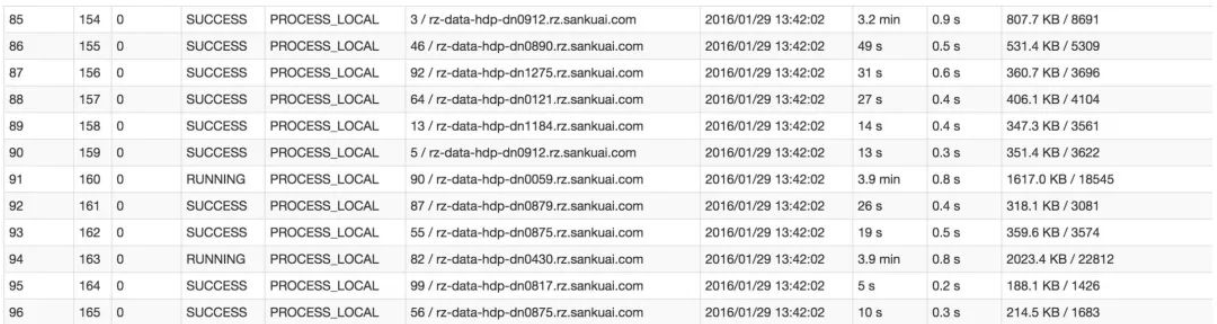 85 154 0 SUCCESS PROCESS_LOCAL 3 / rz-data-hdp-dn0912.rz.sankuai.com 2016/01/29 13:42:02 3.2 min 0.9 s 807.7 KB / 8691
86 155 0 SUCCESS PROCESS_LOCAL 46 / rz-data-hdp-dn0890.rz.sankuai.com 2016/01/29 13:42:02 49 s 0.5 s 531.4 KB / 5309
87 156 0 SUCCESS PROCESS_LOCAL 92 / rz-data-hdp-dn1275.rz.sankuai.com 2016/01/29 13:42:02 31 s 0.6 s 360.7 KB / 3696
88 157 0 SUCCESS PROCESS_LOCAL 64 / rz-data-hdp-dn0121.rz.sankuai.com 2016/01/29 13:42:02 27 s 0.4 s 406.1 KB / 4104
89 158 0 SUCCESS PROCESS_LOCAL 13 / rz-data-hdp-dn1184.rz.sankuai.com 2016/01/29 13:42:02 14 s 0.4 s 347.3 KB / 3561
90 159 0 SUCCESS PROCESS_LOCAL 5 / rz-data-hdp-dn0912.rz.sankuai.com 2016/01/29 13:42:02 13 s 0.3 s 351.4 KB / 3622
91 160 0 RUNNING PROCESS_LOCAL 90 / rz-data-hdp-dn0059.rz.sankuai.com 2016/01/29 13:42:02 3.9 min 0.8 s 1617.0 KB / 18545
92 161 0 SUCCESS PROCESS_LOCAL 87 / rz-data-hdp-dn0879.rz.sankuai.com 2016/01/29 13:42:02 26 s 0.4 s 318.1 KB / 3081
93 162 0 SUCCESS PROCESS_LOCAL 55 / rz-data-hdp-dn0875.rz.sankuai.com 2016/01/29 13:42:02 19 s 0.5 s 359.6 KB / 3574
94 163 0 RUNNING PROCESS_LOCAL 82 / rz-data-hdp-dn0430.rz.sankuai.com 2016/01/29 13:42:02 3.9 min 0.8 s 2023.4 KB / 22812
95 164 0 SUCCESS PROCESS_LOCAL 99 / rz-data-hdp-dn0817.rz.sankuai.com 2016/01/29 13:42:02 5 s 0.2 s 188.1 KB / 1426
96 165 0 SUCCESS PROCESS_LOCAL 56 / rz-data-hdp-dn0875.rz.sankuai.com 2016/01/29 13:42:02 10 s 0.3 s 214.5 KB / 1683